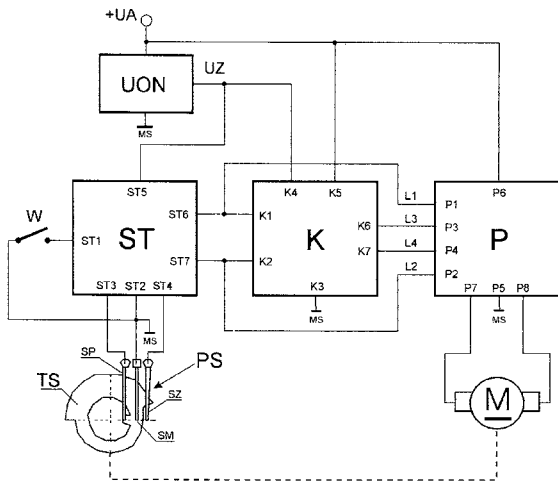 +UA
UON
UZ
MS
ST5
K4
K5
P6
W
ST1
ST
ST6
ST7
K1
K2
K
K6
K7
K3
MS
L1
L3
L4
L2
P1
P3
P4
P2
P
ST3
ST2
ST4
MS
P7
P5
P8
MS
SP
PS
TS
SZ
SM
M